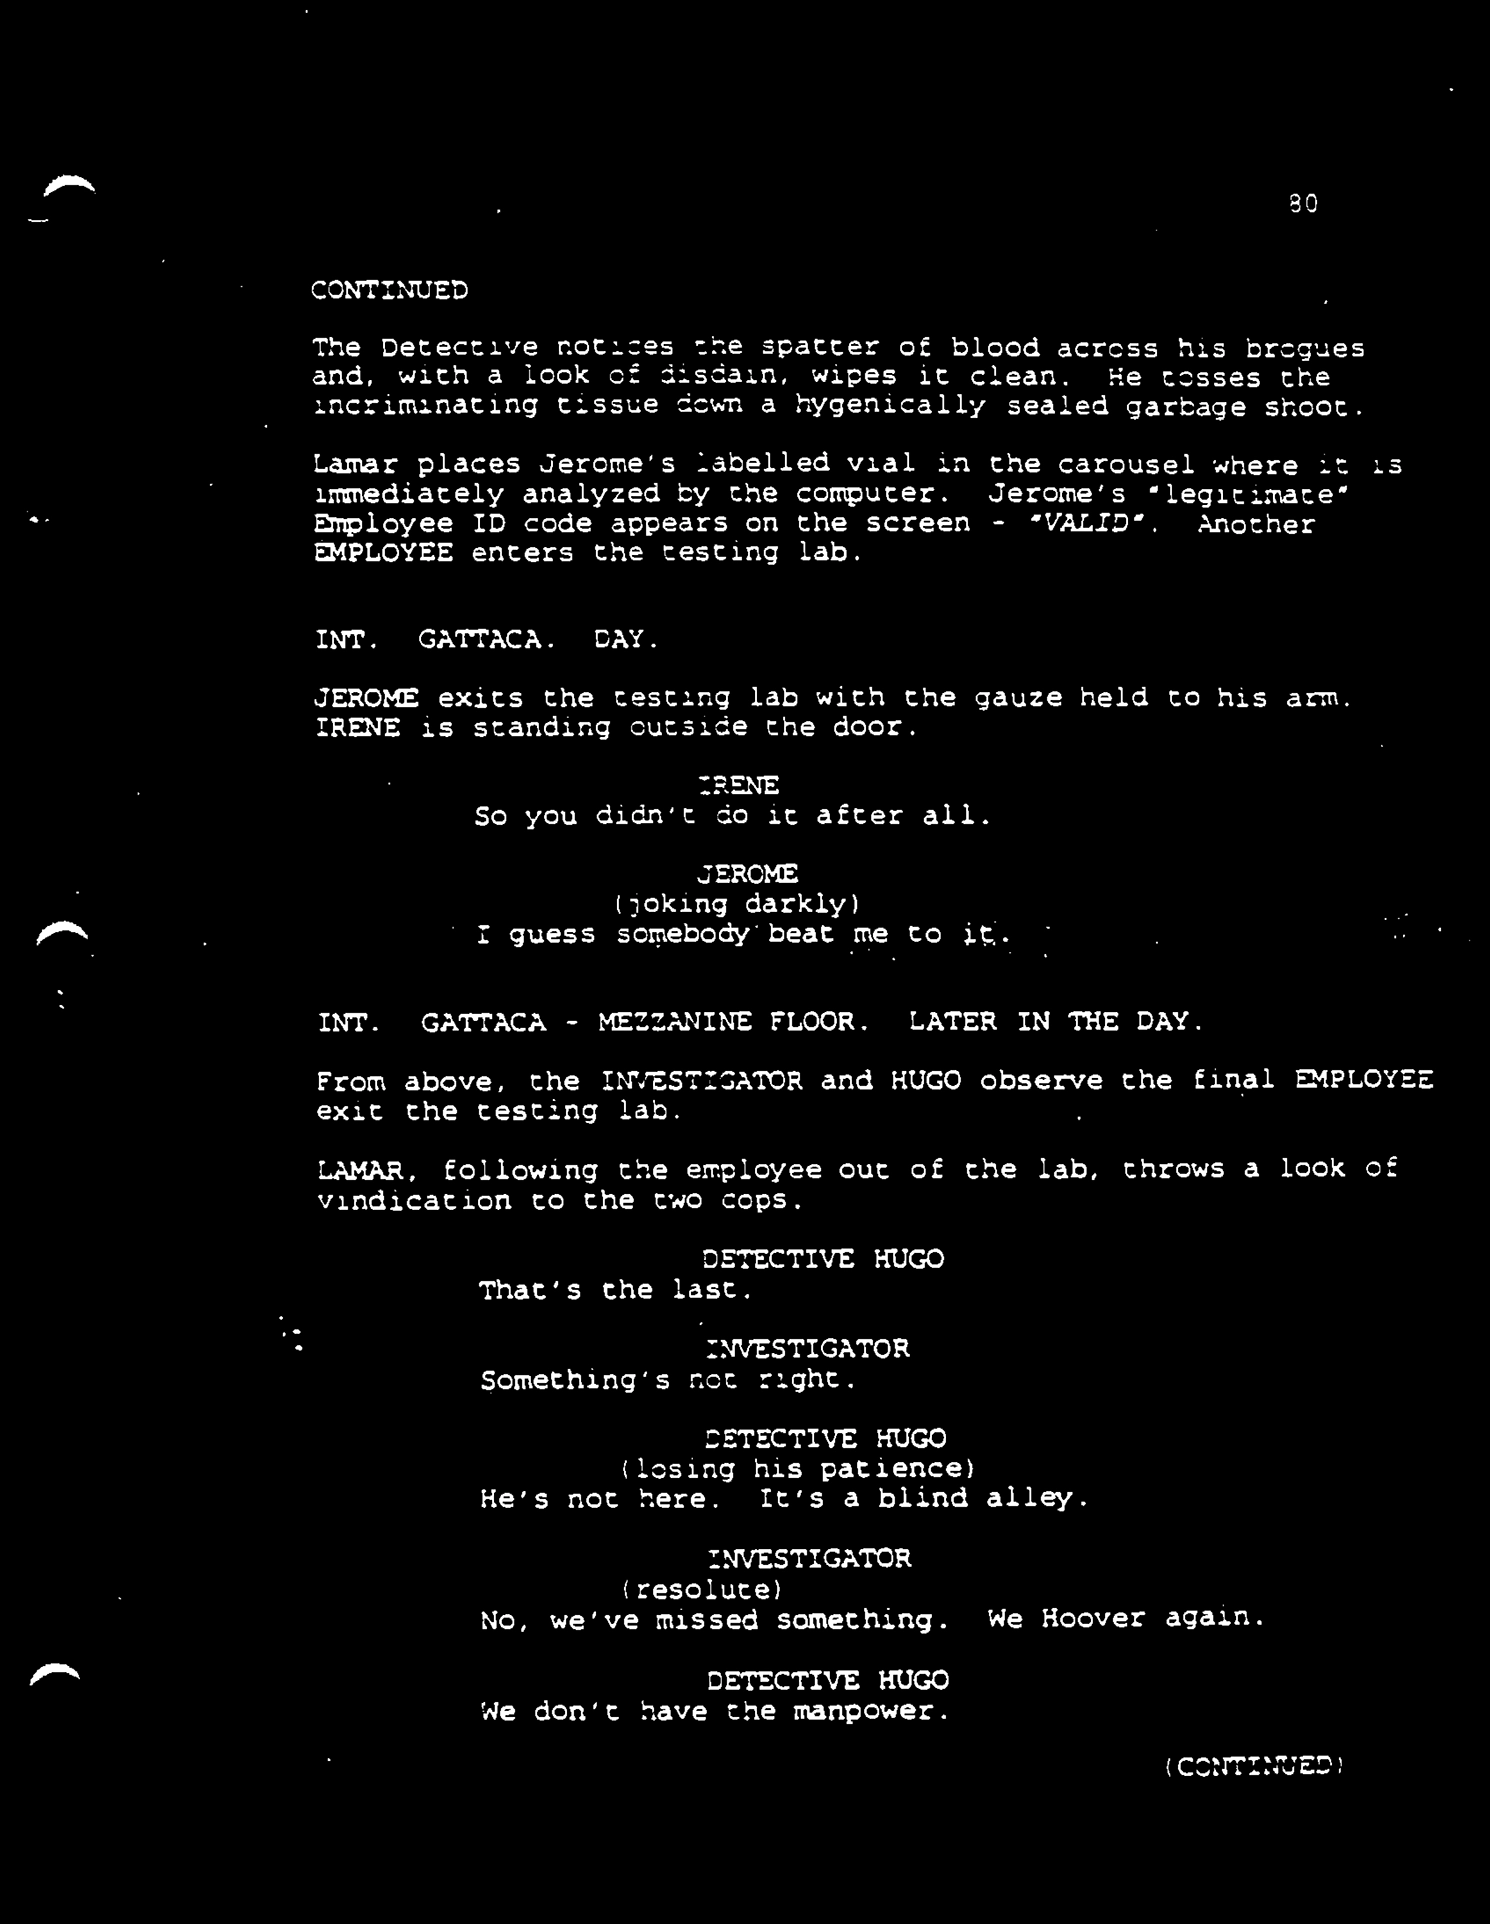 80
CONTINUED
The Detective notices the spatter of blood across his brogues
and, with a look of disdain, wipes it clean.  He tosses the
incriminating tissue down a hygenically sealed garbage shoot.
Lamar places Jerome's labelled vial in the carousel where it is
immediately analyzed by the computer.  Jerome's "legitimate"
Employee ID code appears on the screen - "VALID".  Another
EMPLOYEE enters the testing lab.
INT.  GATTACA.  DAY.
JEROME exits the testing lab with the gauze held to his arm.
IRENE is standing outside the door.
IRENE
So you didn't do it after all.
JEROME
(joking darkly)
I guess somebody beat me to it.
INT.  GATTACA - MEZZANINE FLOOR.  LATER IN THE DAY.
From above, the INVESTIGATOR and HUGO observe the final EMPLOYEE
exit the testing lab.
LAMAR, following the employee out of the lab, throws a look of
vindication to the two cops.
DETECTIVE HUGO
That's the last.
INVESTIGATOR
Something's not right.
DETECTIVE HUGO
(losing his patience)
He's not here.  It's a blind alley.
INVESTIGATOR
(resolute)
No, we've missed something.  We Hoover again.
DETECTIVE HUGO
We don't have the manpower.
(CONTINUED)